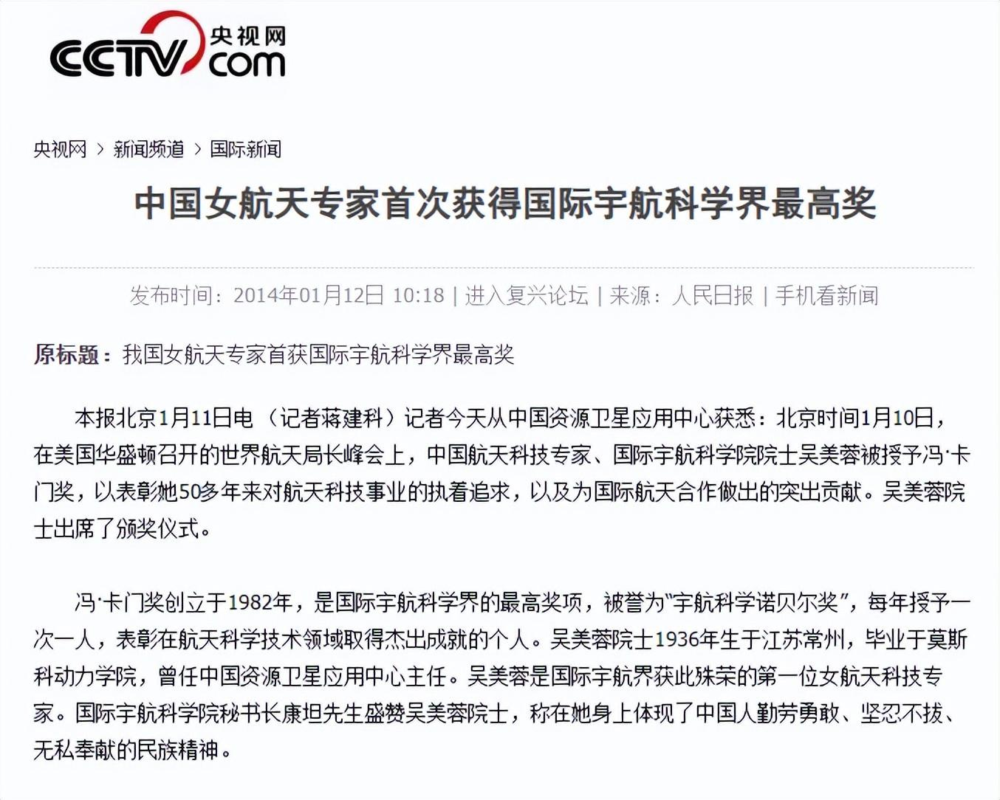 CCTV 央视网
com
央视网 > 新闻频道 > 国际新闻
中国女航天专家首次获得国际宇航科学界最高奖
发布时间：2014年01月12日 10:18 | 进入复兴论坛 | 来源：人民日报 | 手机看新闻
原标题：我国女航天专家首获国际宇航科学界最高奖
本报北京1月11日电 （记者蒋建科）记者今天从中国资源卫星应用中心获悉：北京时间1月10日，
在美国华盛顿召开的世界航天局长峰会上，中国航天科技专家、国际宇航科学院院士吴美蓉被授予冯·卡
门奖，以表彰她50多年来对航天科技事业的执着追求，以及为国际航天合作做出的突出贡献。吴美蓉院
士出席了颁奖仪式。
冯·卡门奖创立于1982年，是国际宇航科学界的最高奖项，被誉为“宇航科学诺贝尔奖”，每年授予一
次一人，表彰在航天科学技术领域取得杰出成就的个人。吴美蓉院士1936年生于江苏常州，毕业于莫斯
科动力学院，曾任中国资源卫星应用中心主任。吴美蓉是国际宇航界获此殊荣的第一位女航天科技专
家。国际宇航科学院秘书长康坦先生盛赞吴美蓉院士，称在她身上体现了中国人勤劳勇敢、坚忍不拔、
无私奉献的民族精神。